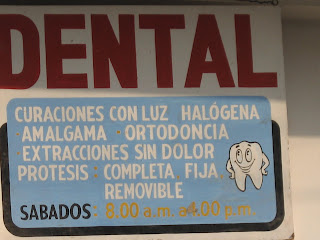 DENTAL
CURACIONES CON LUZ HALÓGENA
·AMALGAMA · ORTODONCIA
·EXTRACCIONES SIN DOLOR
PROTESIS : COMPLETA, FIJA,
REMOVIBLE
SABADOS : 8.00 a.m. a 4.00 p.m.